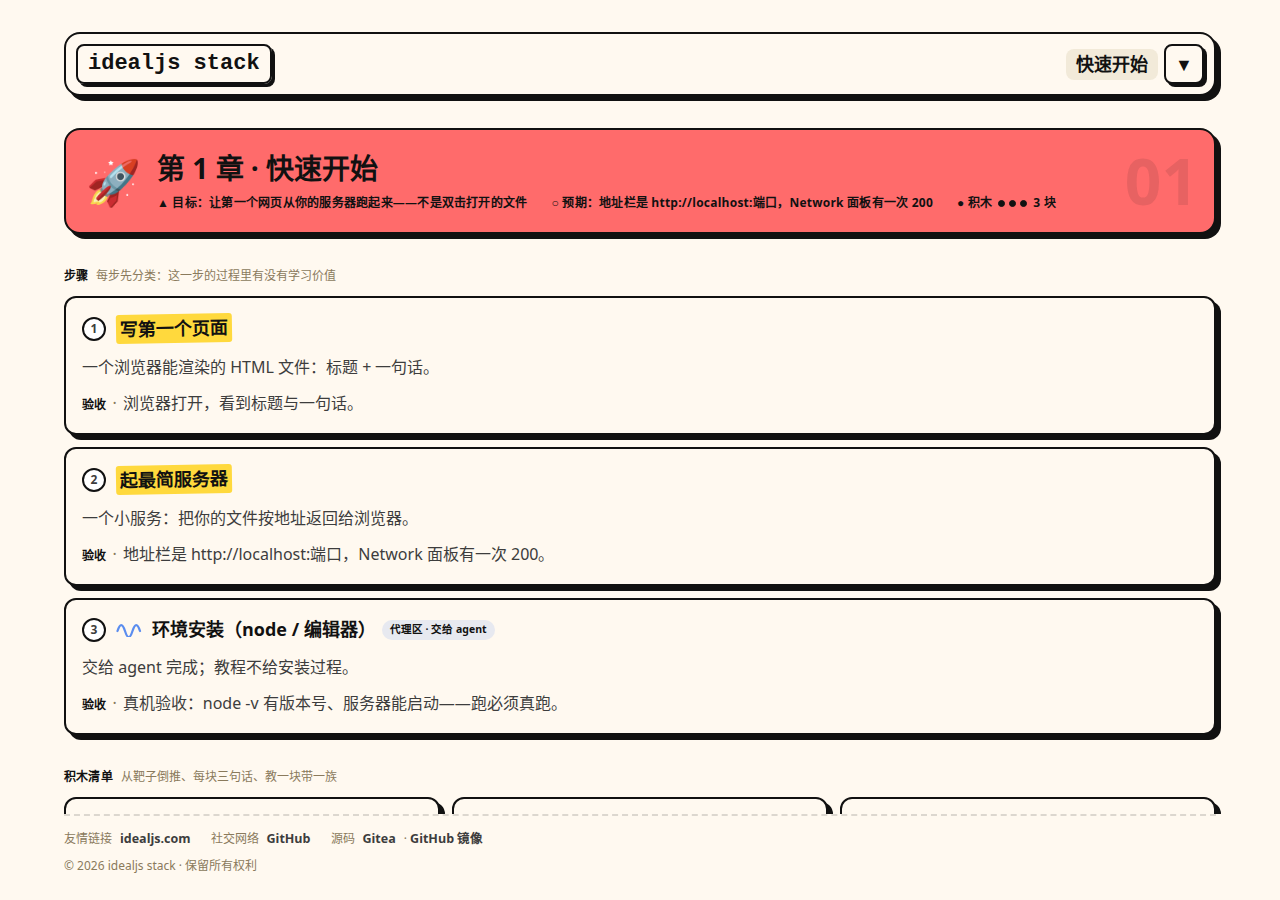 idealjs stack
快速开始 ▼
第 1 章 · 快速开始
01
▲ 目标：让第一个网页从你的服务器跑起来——不是双击打开的文件 ○ 预期：地址栏是 http://localhost:端口，Network 面板有一次 200 ● 积木 ●●● 3 块
步骤 每步先分类：这一步的过程里有没有学习价值
1 写第一个页面
一个浏览器能渲染的 HTML 文件：标题 + 一句话。
验收 · 浏览器打开，看到标题与一句话。
2 起最简服务器
一个小服务：把你的文件按地址返回给浏览器。
验收 · 地址栏是 http://localhost:端口，Network 面板有一次 200。
3 环境安装（node / 编辑器） 代理区 · 交给 agent
交给 agent 完成；教程不给安装过程。
验收 · 真机验收：node -v 有版本号、服务器能启动——跑必须真跑。
积木清单 从靶子倒推、每块三句话、教一块带一族
友情链接 idealjs.com 社交网络 GitHub 源码 Gitea · GitHub 镜像
© 2026 idealjs stack · 保留所有权利